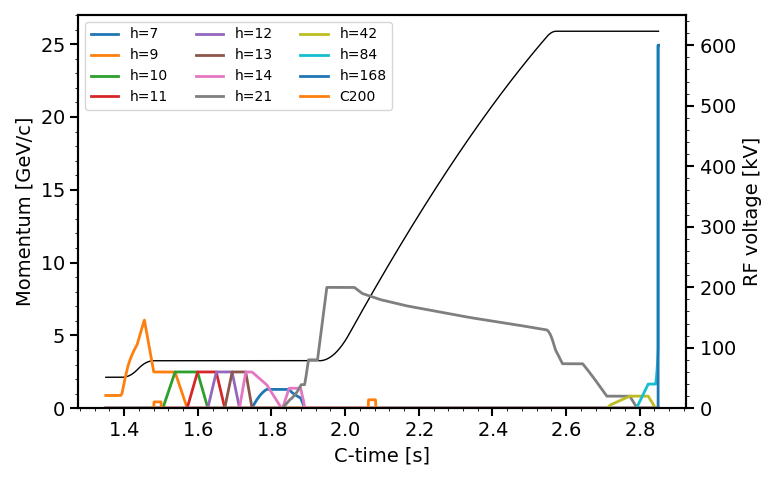 h=7 h=12 h=42
h=9 h=13 h=84
h=10 h=14 h=168
h=11 h=21 C200
25
20
15
10
5
0
Momentum [GeV/c]
600
500
400
300
200
100
0
RF voltage [kV]
1.4 1.6 1.8 2.0 2.2 2.4 2.6 2.8
C-time [s]